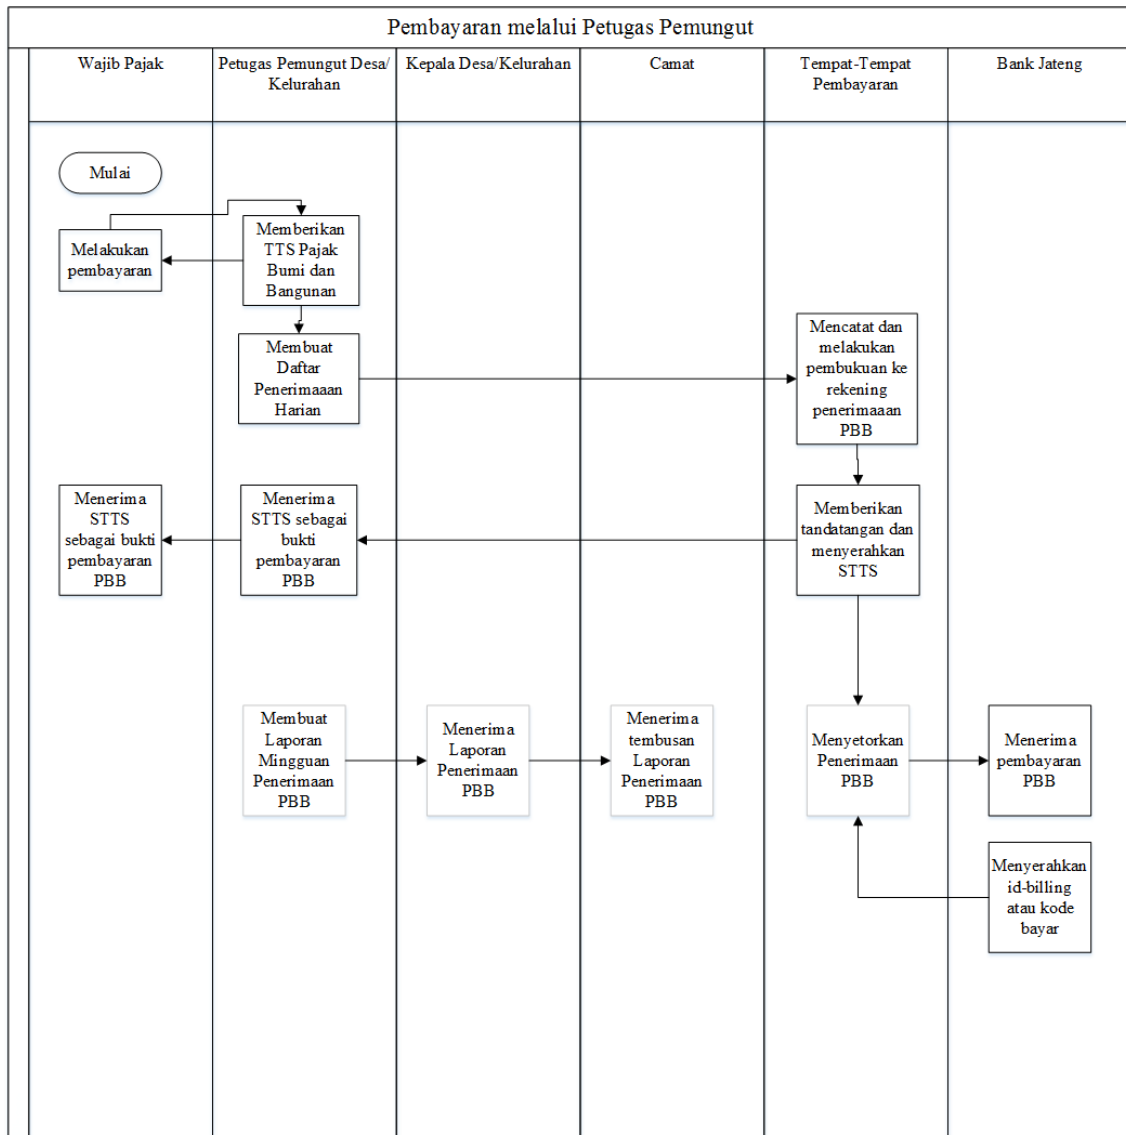 Pembayaran melalui Petugas Pemungut
Wajib Pajak
Petugas Pemungut Desa/
Kelurahan
Kepala Desa/Kelurahan
Camat
Tempat-Tempat
Pembayaran
Bank Jateng
Mulai
Melakukan
pembayaran
Memberikan
TTS Pajak
Bumi dan
Bangunan
Membuat
Daftar
Penerimaaan
Harian
Mencatat dan
melakukan
pembukuan ke
rekening
penerimaaan
PBB
Menerima
STTS
sebagai bukti
pembayaran
PBB
Menerima
STTS sebagai
bukti
pembayaran
PBB
Memberikan
tandatangan dan
menyerahkan
STTS
Membuat
Laporan
Mingguan
Penerimaan
PBB
Menerima
Laporan
Penerimaan
PBB
Menerima
tembusan
Laporan
Penerimaan
PBB
Menyetorkan
Penerimaan
PBB
Menerima
pembayaran
PBB
Menyerahkan
id-billing
atau kode
bayar